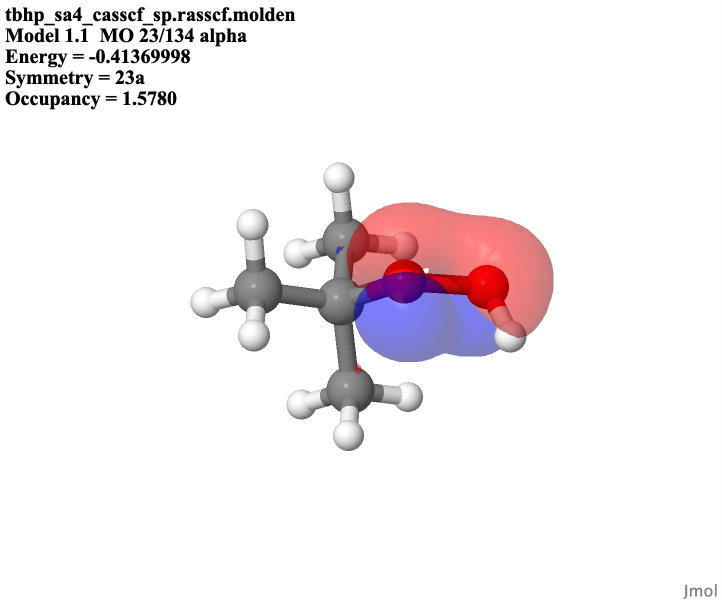 tbhp_sa4_casscf_sp.rasscf.molden
Model 1.1  MO 23/134 alpha
Energy = -0.41369998
Symmetry = 23a
Occupancy = 1.5780
Jmol